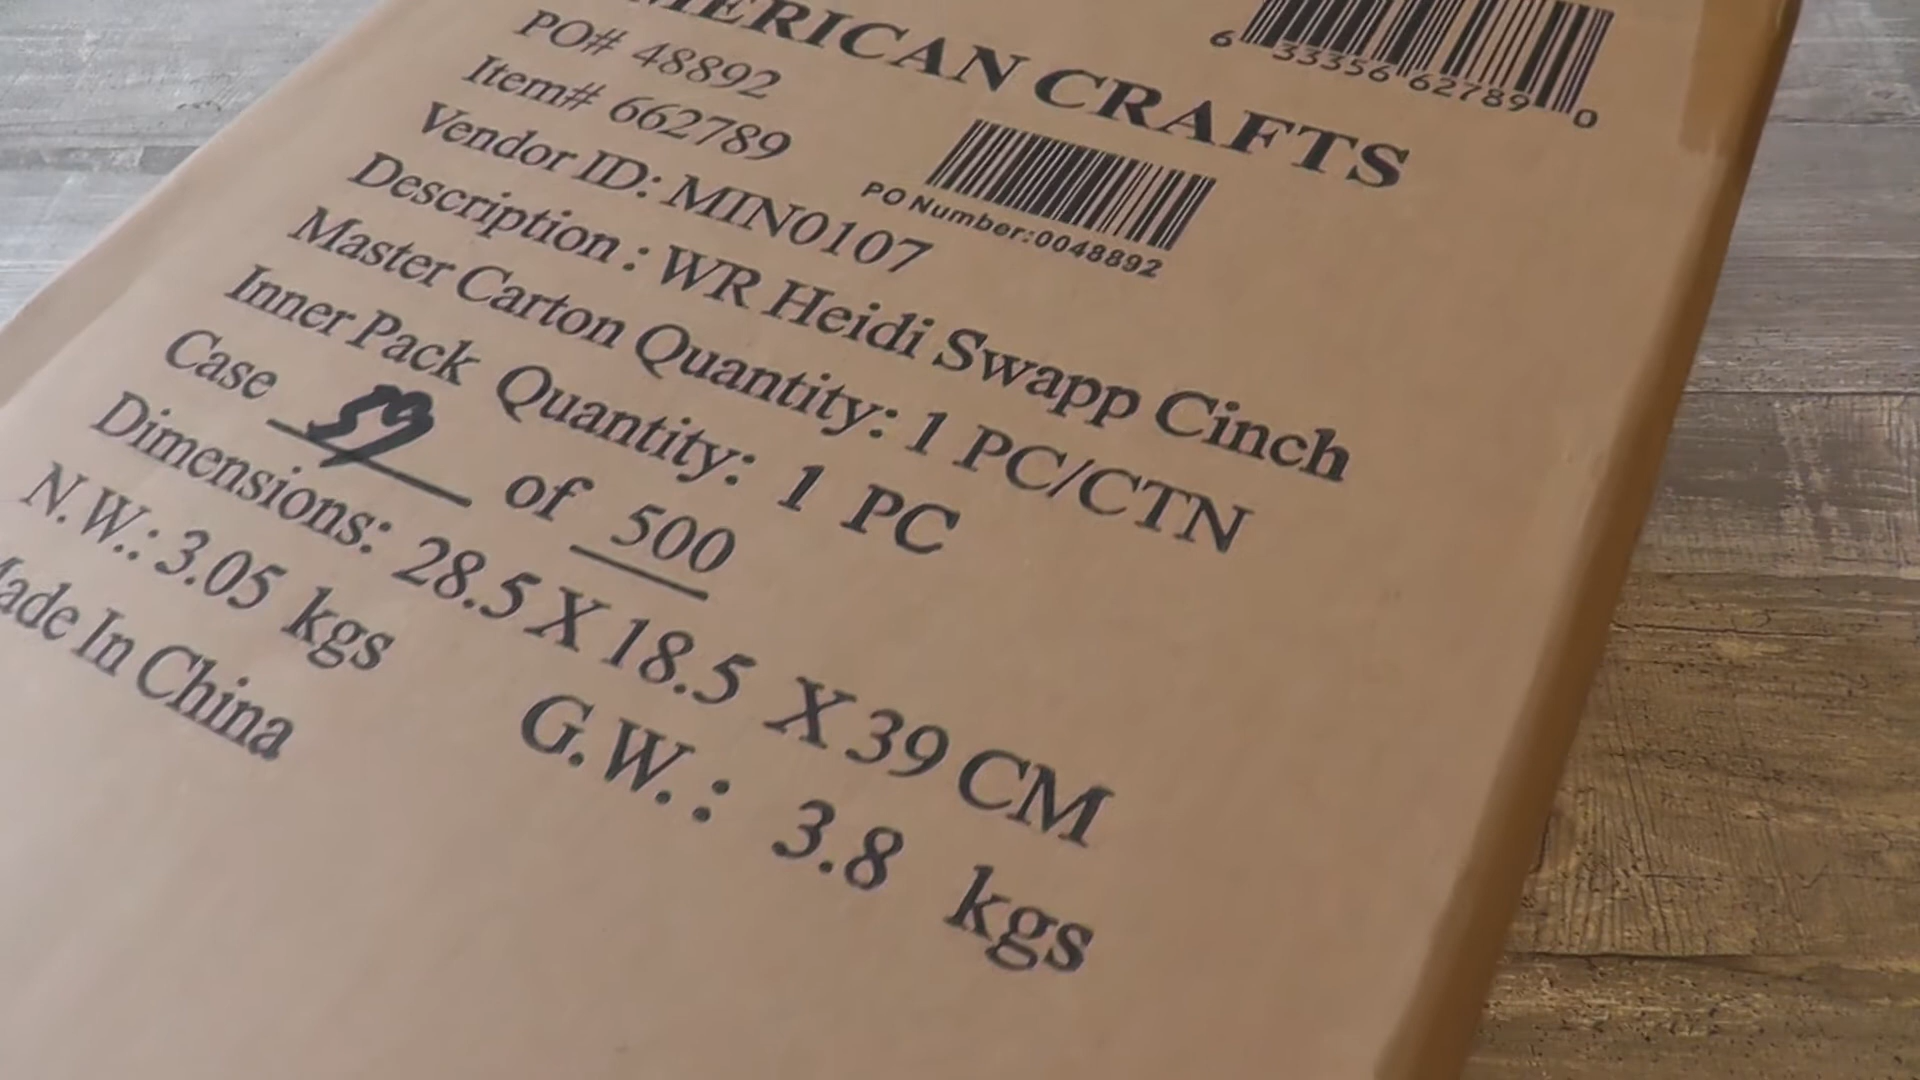 6 33356 62789 0
MERICAN CRAFTS
PO# 48892
Item# 662789
PO Number:0048892
Vendor ID: MIN0107
Description : WR Heidi Swapp Cinch
Master Carton Quantity: 1 PC/CTN
Inner Pack Quantity: 1 PC
Case of 500
Dimensions: 28.5 X 18.5 X 39 CM
N.W.: 3.05 kgs G.W.: 3.8 kgs
ade In China